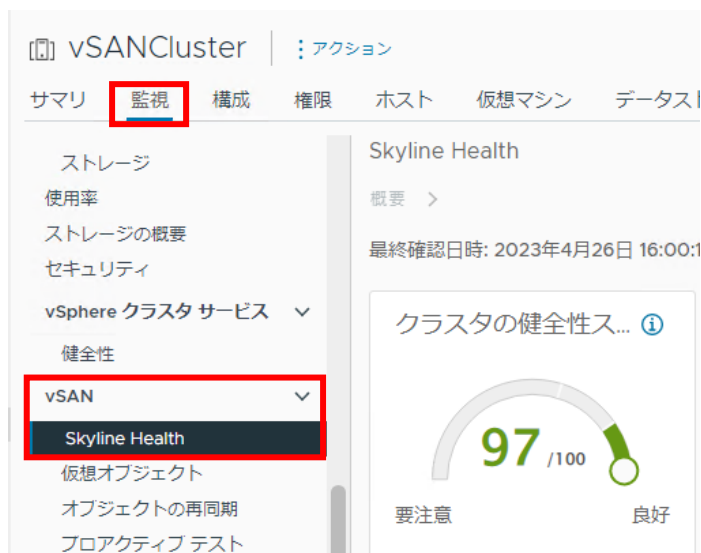 vSANCluster
アクション
サマリ 監視 構成 権限 ホスト 仮想マシン データスト
ストレージ
使用率
ストレージの概要
セキュリティ
vSphere クラスタ サービス
健全性
vSAN
Skyline Health
仮想オブジェクト
オブジェクトの再同期
プロアクティブ テスト
Skyline Health
概要
最終確認日時: 2023年4月26日 16:00:1
クラスタの健全性ス...
97 /100
要注意 良好